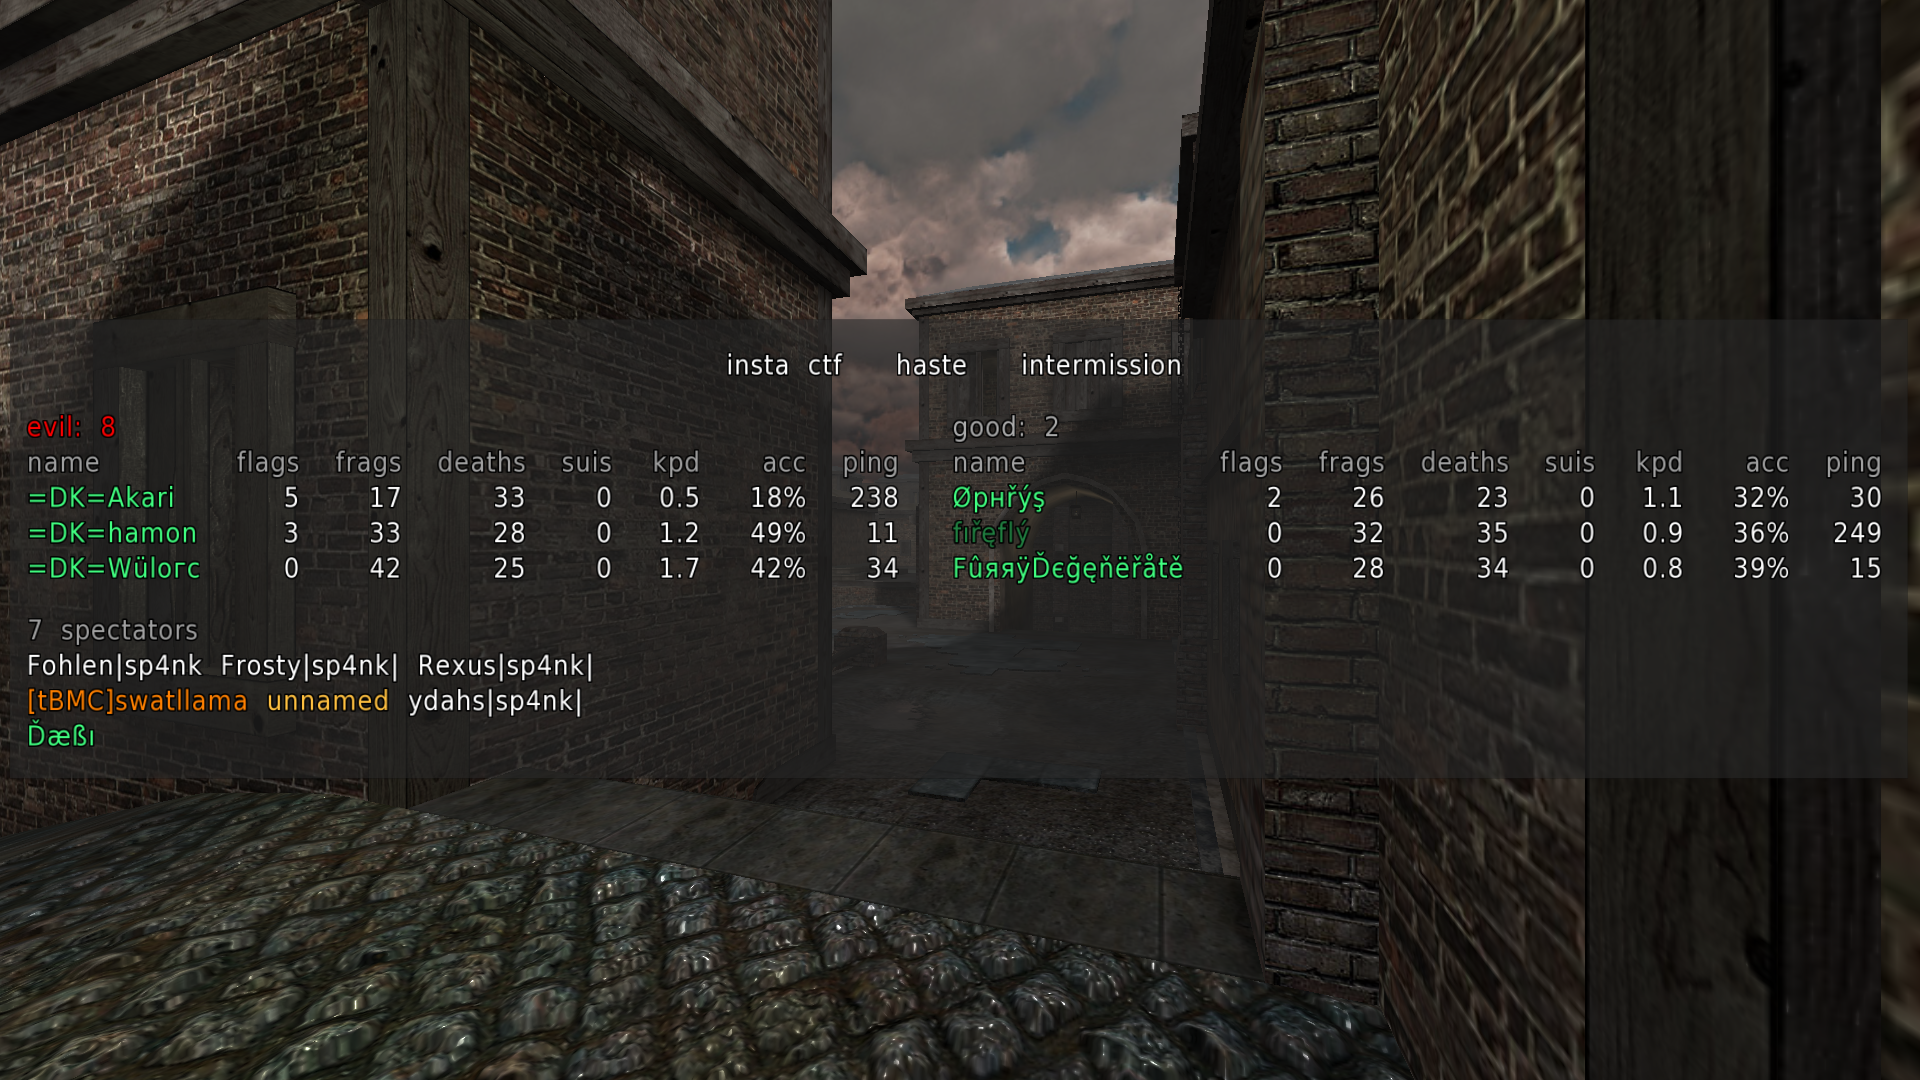 insta ctf haste intermission
evil: 8
name flags frags deaths suis kpd acc ping
=DK=Akari 5 17 33 0 0.5 18% 238
=DK=hamon 3 33 28 0 1.2 49% 11
=DK=Wülorc 0 42 25 0 1.7 42% 34
good: 2
name flags frags deaths suis kpd acc ping
Øpнřýş 2 26 23 0 1.1 32% 30
fıřęflý 0 32 35 0 0.9 36% 249
FûяяÿĎєğęňëřåtě 0 28 34 0 0.8 39% 15
7 spectators
Fohlen|sp4nk Frosty|sp4nk| Rexus|sp4nk|
[tBMC]swatllama unnamed ydahs|sp4nk|
Ďæßı